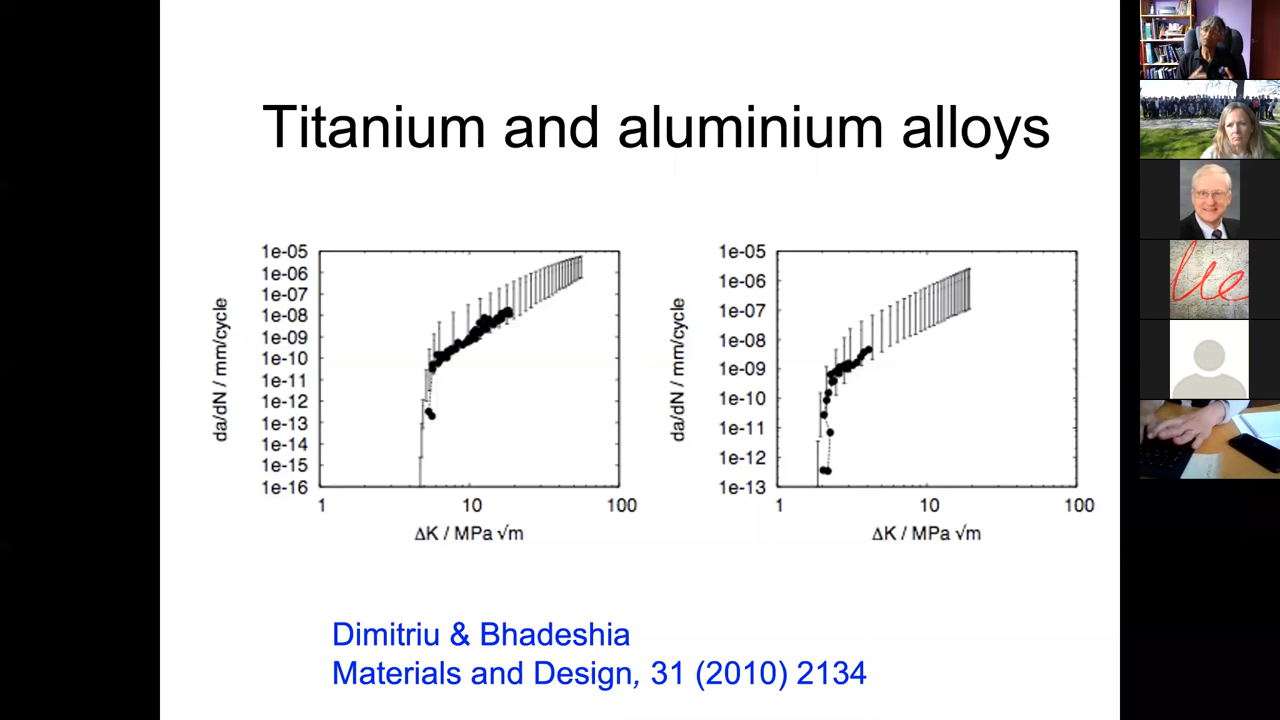 Titanium and aluminium alloys
1e-05
1e-06
1e-07
1e-08
1e-09
1e-10
1e-11
1e-12
1e-13
1e-14
1e-15
1e-16
da/dN / mm/cycle
1
10
100
ΔK / MPa √m
1e-05
1e-06
1e-07
1e-08
1e-09
1e-10
1e-11
1e-12
1e-13
da/dN / mm/cycle
1
10
100
ΔK / MPa √m
Dimitriu & Bhadeshia
Materials and Design, 31 (2010) 2134